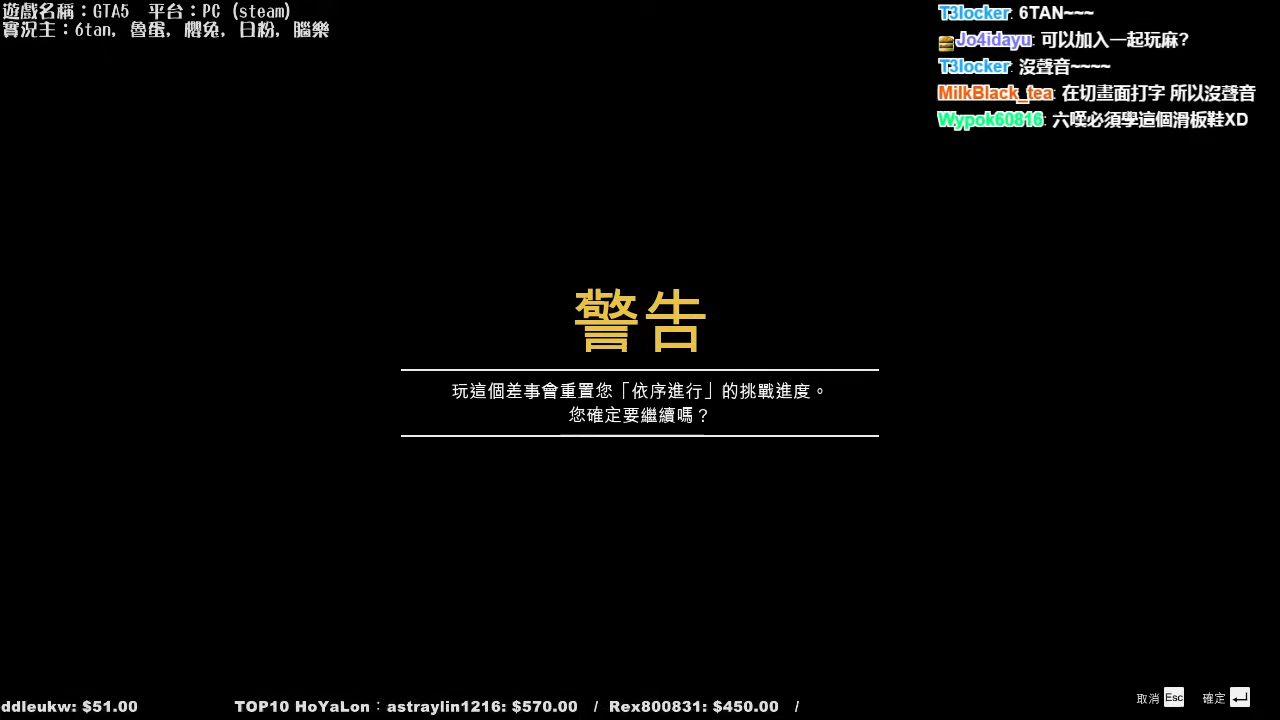 遊戲名稱：GTA5 平台：PC (steam)
實況主：6tan, 魯蛋, 櫻兔, 日粉, 腦樂
T3locker: 6TAN~~~
Jo4idayu: 可以加入一起玩麻?
T3locker: 沒聲音~~~~
MilkBlack_tea: 在切畫面打字 所以沒聲音
Wypok60816: 六嘆必須學這個滑板鞋XD
警告
玩這個差事會重置您「依序進行」的挑戰進度。
您確定要繼續嗎？
取消 Esc 確定
ddleukw: $51.00 TOP10 HoYaLon：astraylin1216: $570.00 / Rex800831: $450.00 /